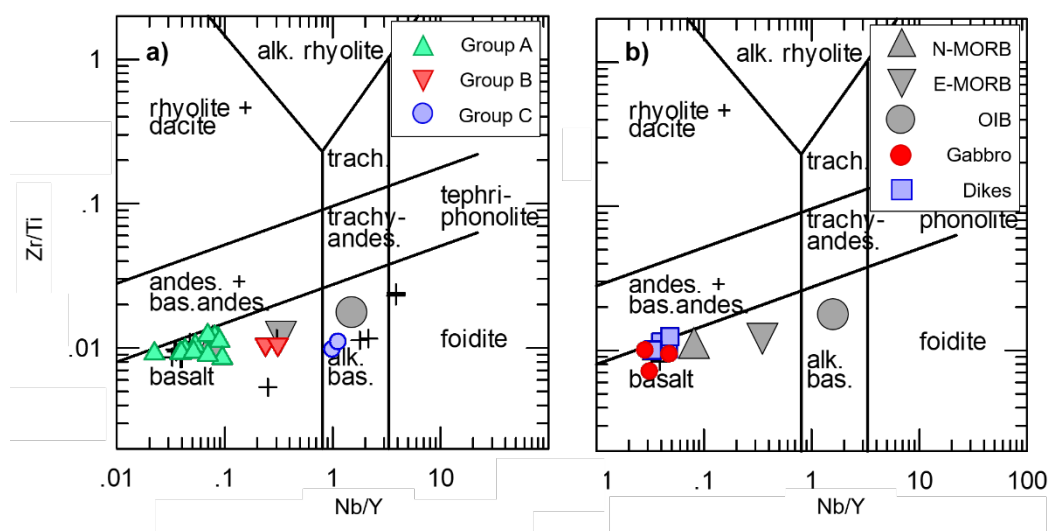 a)
alk. rhyolite
Group A
Group B
Group C
rhyolite +
dacite
trach.
tephri-
phonolite
trachy-
andes.
andes. +
bas.andes.
foidite
basalt
alk.
bas.
1
.1
.01
Zr/Ti
.01
.1
1
10
Nb/Y
b)
alk. rhyolite
N-MORB
E-MORB
OIB
Gabbro
Dikes
rhyolite +
dacite
trach.
phonolite
trachy-
andes.
andes. +
bas.andes.
foidite
basalt
alk.
bas.
1
.1
1
10
100
Nb/Y